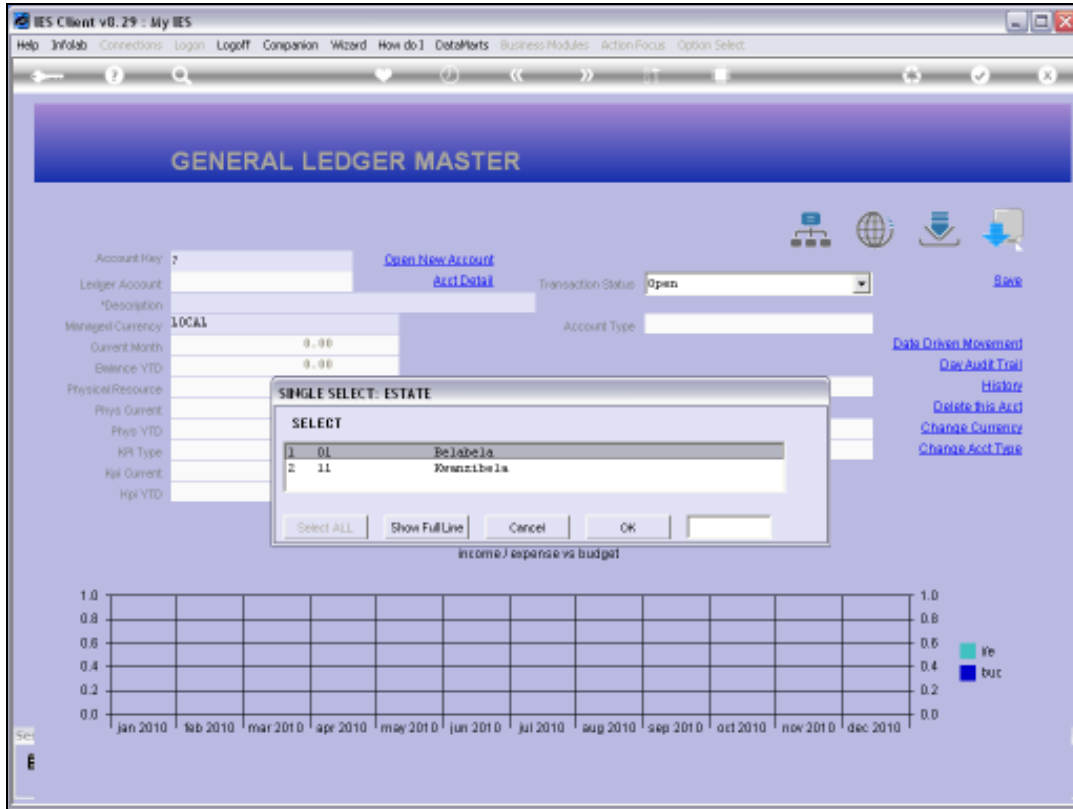 IES Client v8.29 : My IES
Help Infolab Connections Logon Logoff Companion Wizard How do I DataMarts Business Modules Action Focus Option Select
GENERAL LEDGER MASTER
Account Key ? Open New Account
Ledger Account Acct Detail Transaction Status Open Save
*Description
Managed Currency LOCAL Account Type
Current Month 0.00 Date Driven Movement
Balance YTD 0.00 Day Audit Trail
Physical Resource History
Phys Current Delete this Acct
Phys YTD Change Currency
KPI Type Change Acct Type
Kpi Current
Kpi YTD
SINGLE SELECT: ESTATE
SELECT
1 01 Belabela
2 11 Kwanzibela
Select ALL Show Full Line Cancel OK
income / expense vs budget
1.0 1.0
0.8 0.8
0.6 0.6
0.4 0.4
0.2 0.2
0.0 0.0
i/e
buc
jan 2010 feb 2010 mar 2010 apr 2010 may 2010 jun 2010 jul 2010 aug 2010 sep 2010 oct 2010 nov 2010 dec 2010